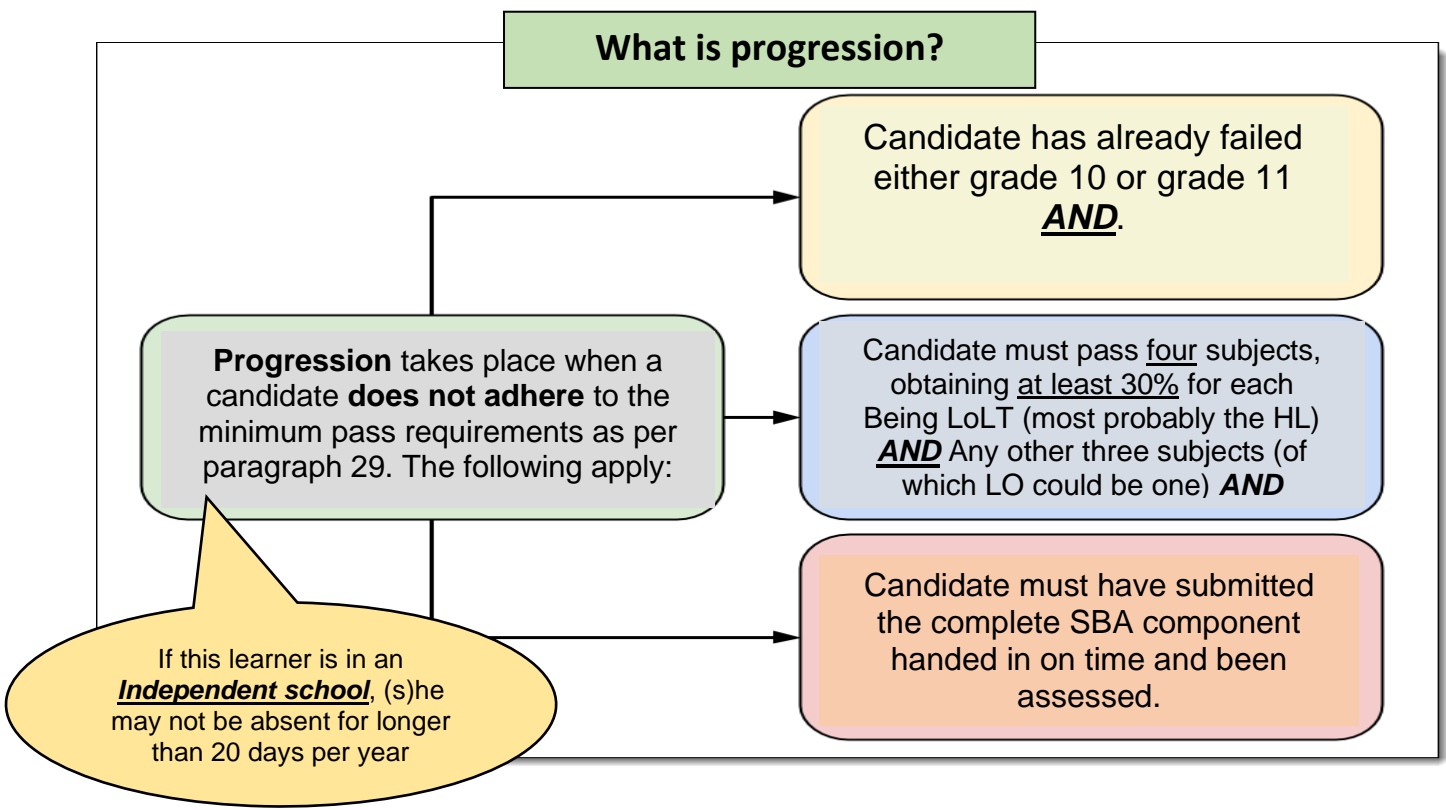 What is progression?
Candidate has already failed
either grade 10 or grade 11
AND.
Progression takes place when a
candidate does not adhere to the
minimum pass requirements as per
paragraph 29. The following apply:
Candidate must pass four subjects,
obtaining at least 30% for each
Being LoLT (most probably the HL)
AND Any other three subjects (of
which LO could be one) AND
Candidate must have submitted
the complete SBA component
handed in on time and been
assessed.
If this learner is in an
Independent school, (s)he
may not be absent for longer
than 20 days per year